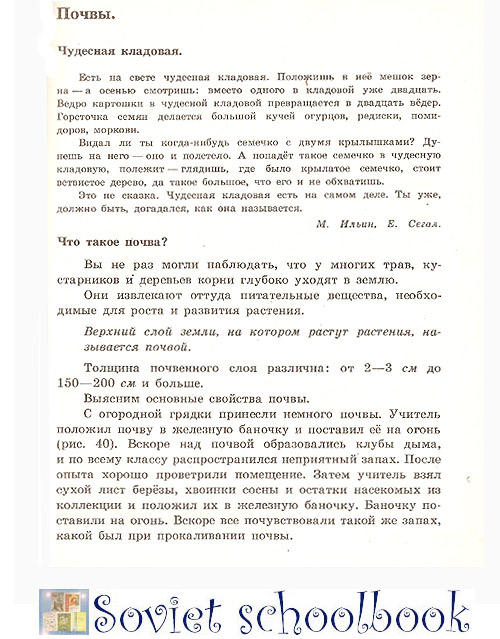 Почвы.
Чудесная кладовая.
Есть на свете чудесная кладовая. Положишь в неё мешок зер-
на — а осенью смотришь: вместо одного в кладовой уже двадцать.
Ведро картошки в чудесной кладовой превращается в двадцать вёдер.
Горсточка семян делается большой кучей огурцов, редиски, поми-
доров, моркови.
Видал ли ты когда-нибудь семечко с двумя крылышками? Ду-
нешь на него — оно и полетело. А попадёт такое семечко в чудесную
кладовую, полежит — глядишь, где было крылатое семечко, стоит
ветвистое дерево, да такое большое, что его и не обхватишь.
Это не сказка. Чудесная кладовая есть на самом деле. Ты уже,
должно быть, догадался, как она называется.
М. Ильин, Е. Сегал.
Что такое почва?
Вы не раз могли наблюдать, что у многих трав, ку-
старников и деревьев корни глубоко уходят в землю.
Они извлекают оттуда питательные вещества, необхо-
димые для роста и развития растения.
Верхний слой земли, на котором растут растения, на-
зывается почвой.
Толщина почвенного слоя различна: от 2—3 см до
150—200 см и больше.
Выясним основные свойства почвы.
С огородной грядки принесли немного почвы. Учитель
положил почву в железную баночку и поставил её на огонь
(рис. 40). Вскоре над почвой образовались клубы дыма,
и по всему классу распространился неприятный запах. После
опыта хорошо проветрили помещение. Затем учитель взял
сухой лист берёзы, хвоинки сосны и остатки насекомых из
коллекции и положил их в железную баночку. Баночку по-
ставили на огонь. Вскоре все почувствовали такой же запах,
какой был при прокаливании почвы.
Soviet schoolbook